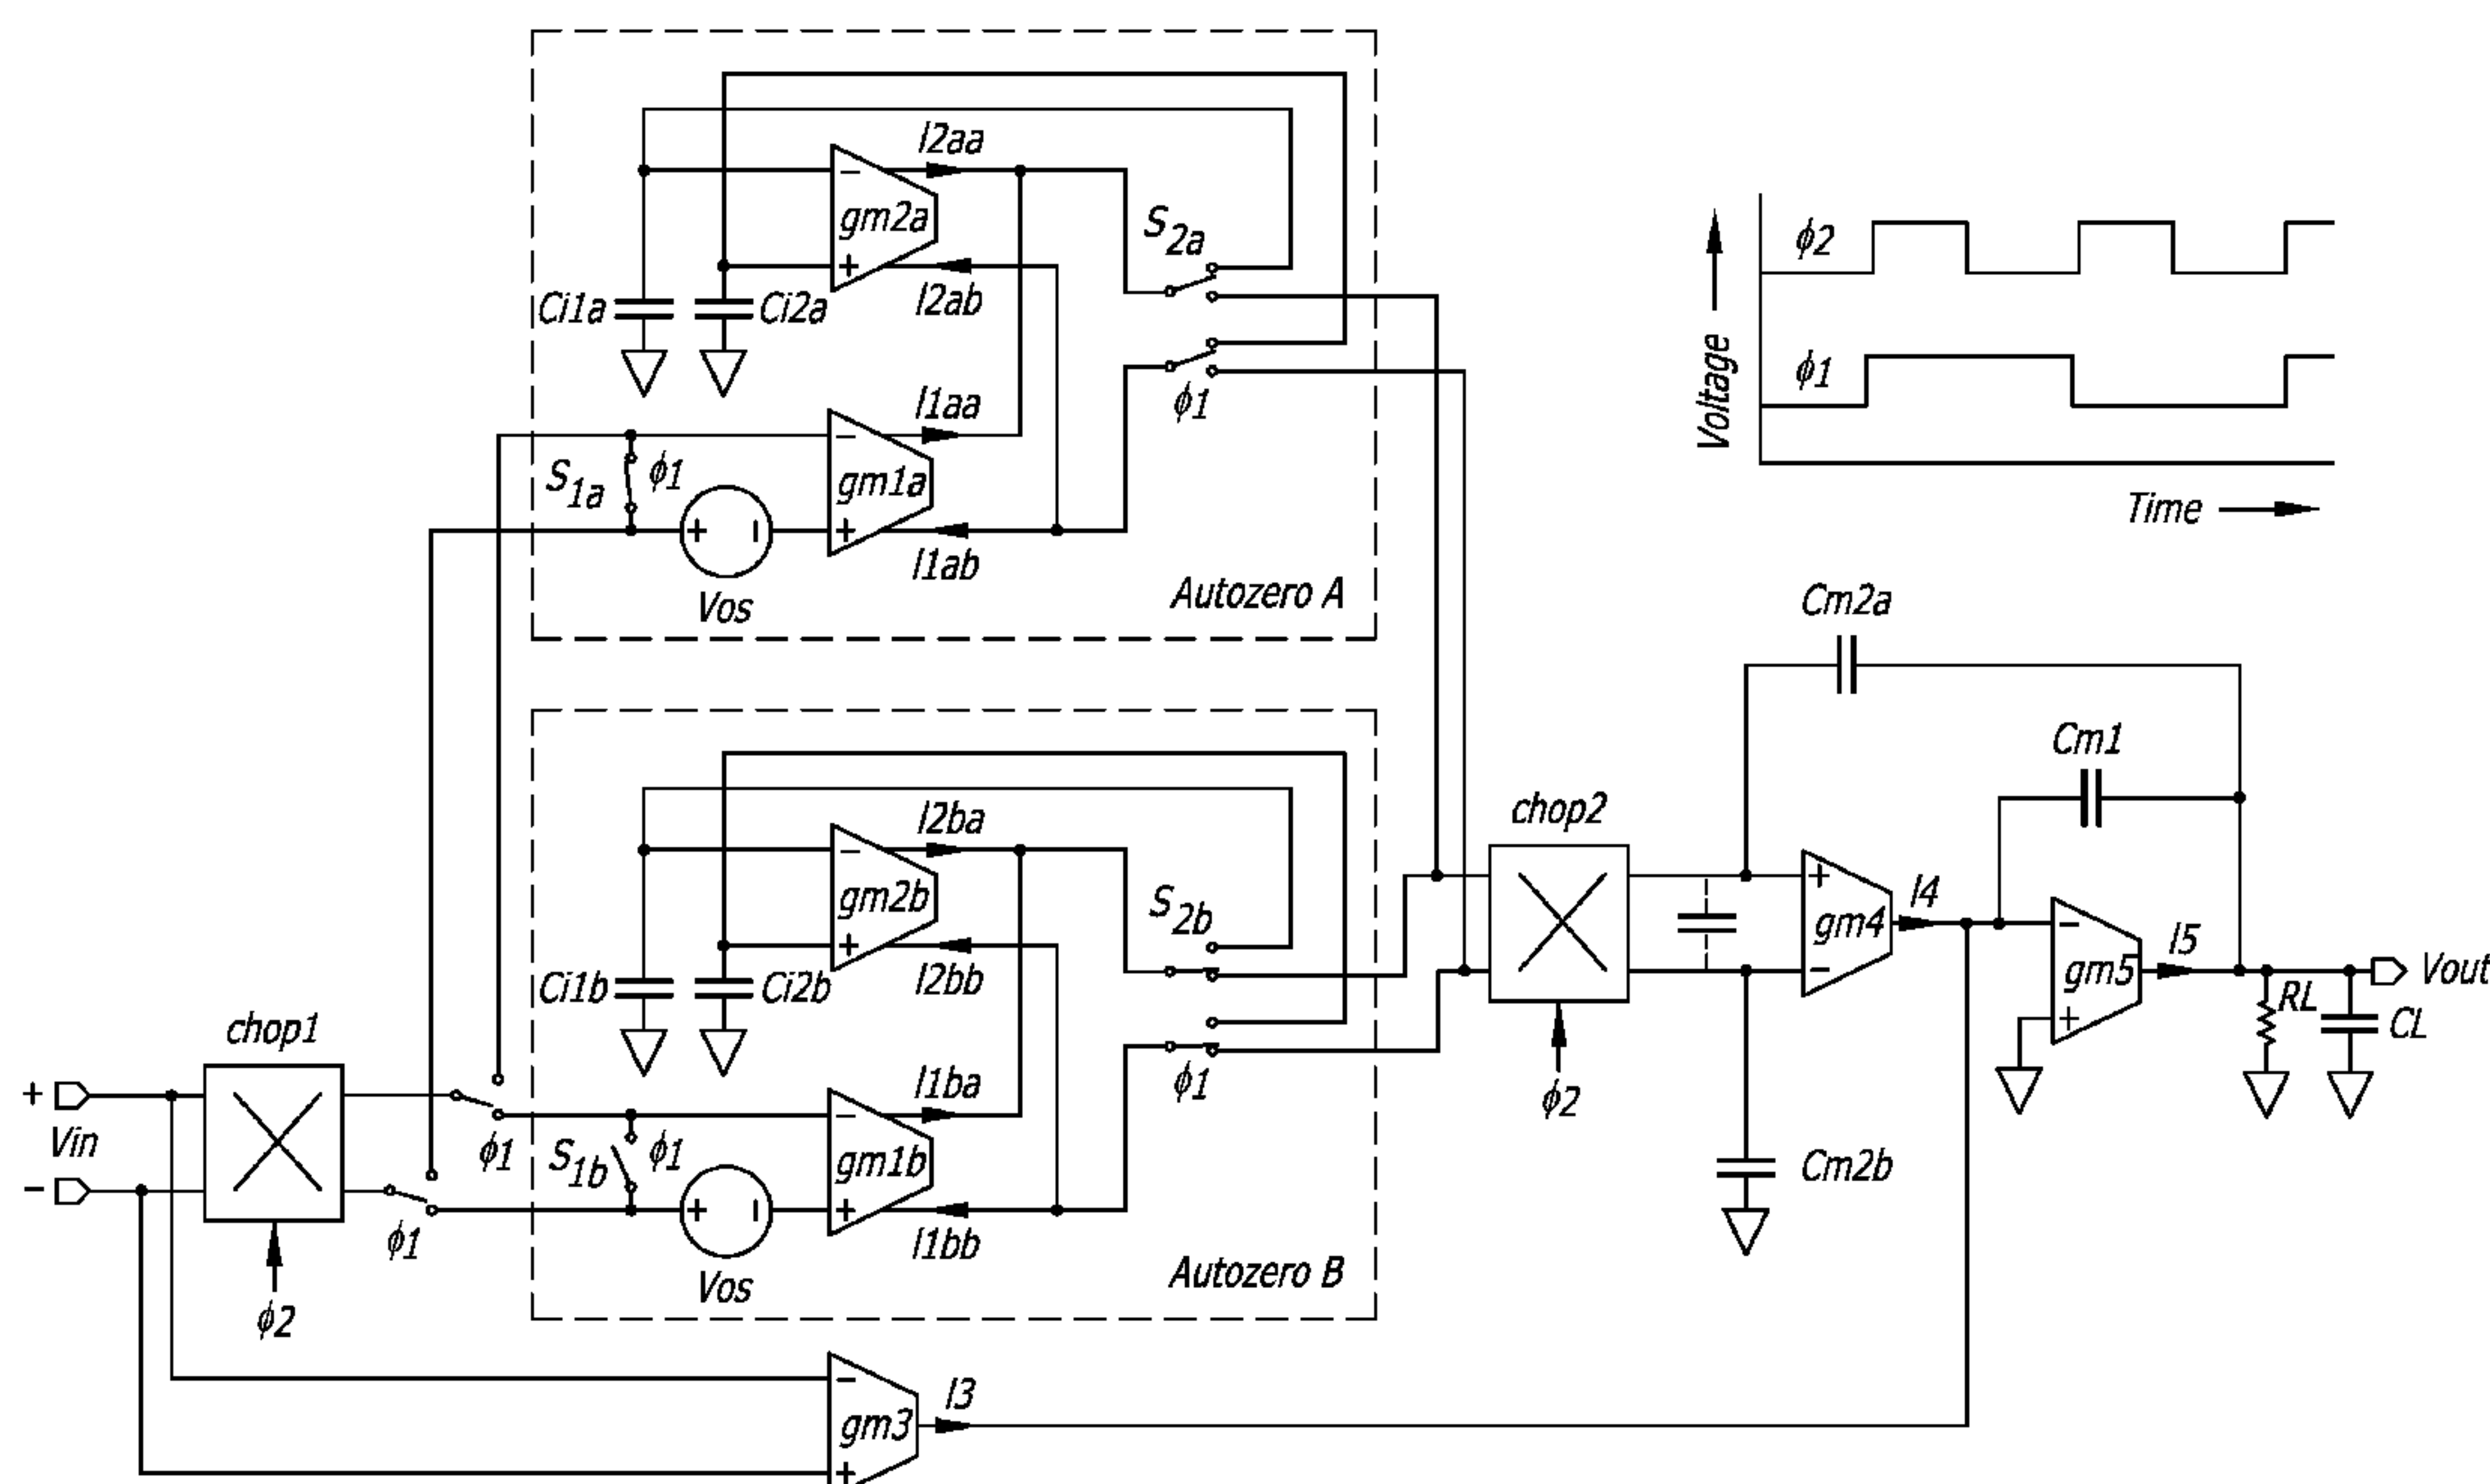 I2aa
S2a
gm2a
Ci1a
Ci2a
I2ab
ϕ1
I1aa
S1a
ϕ1
gm1a
I1ab
Vos
Autozero A
ϕ2
ϕ1
Voltage
Time
Cm2a
Cm1
I2ba
S2b
gm2b
Ci1b
Ci2b
I2bb
ϕ1
I1ba
S1b
ϕ1
gm1b
I1bb
Vos
Autozero B
chop1
+
Vin
−
ϕ1
ϕ1
ϕ2
chop2
ϕ2
gm4
I4
gm5
I5
Vout
RL
CL
Cm2b
gm3
I3